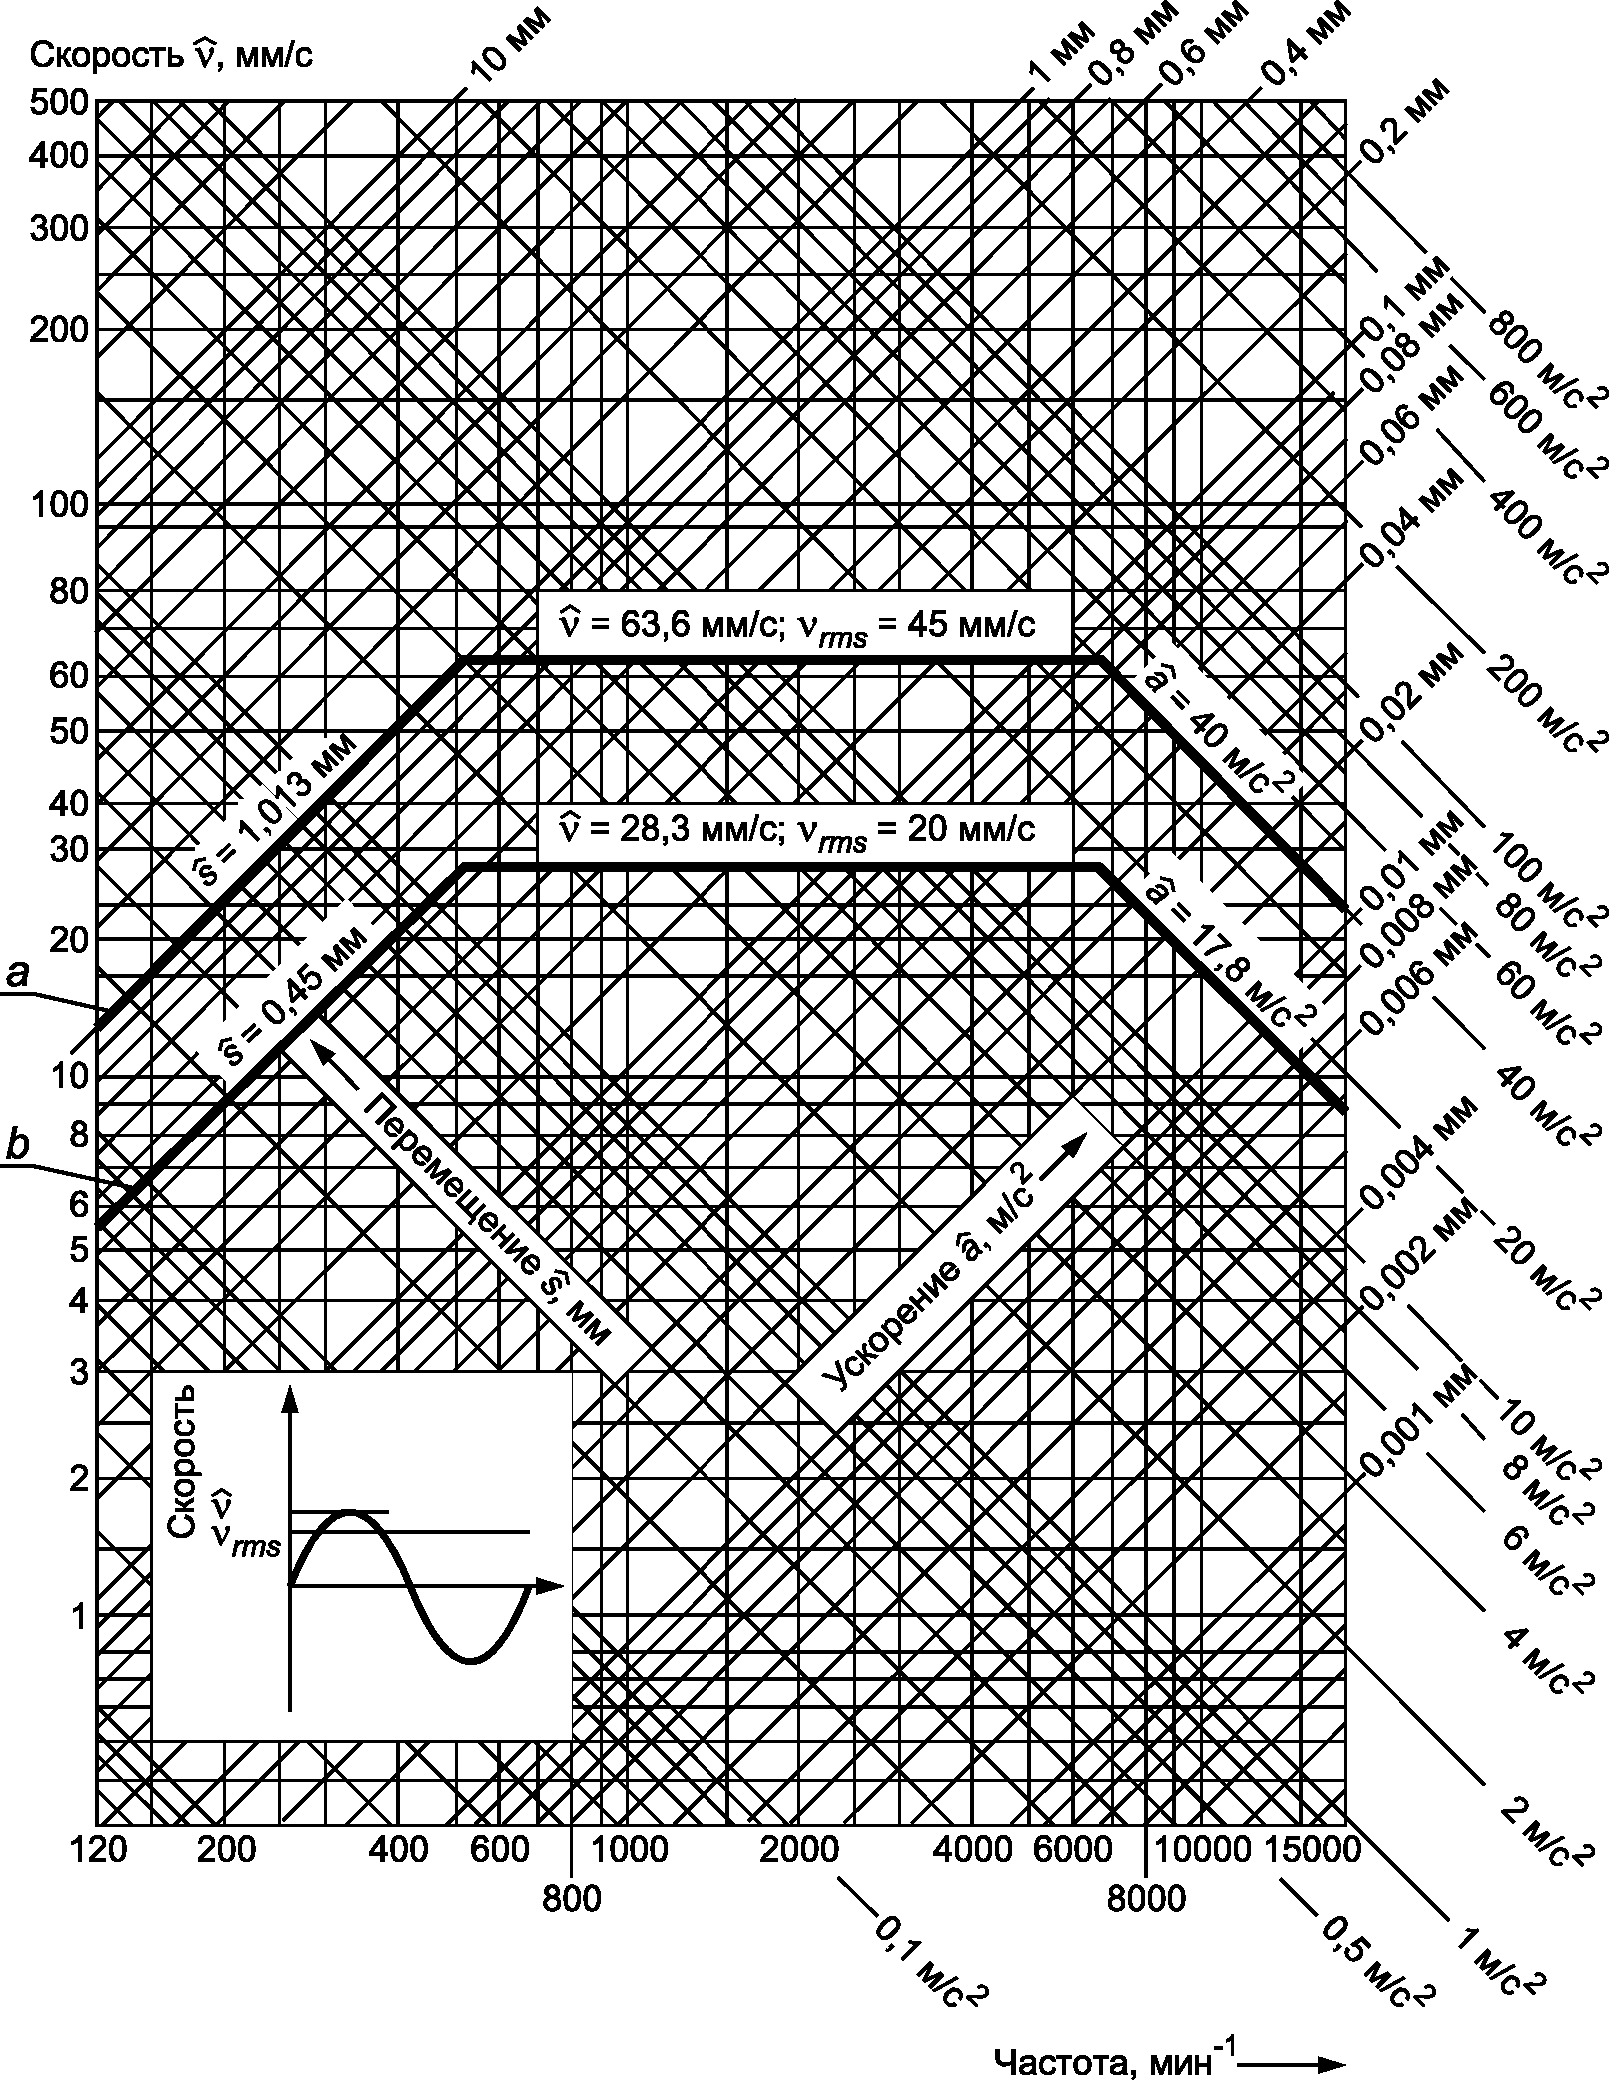 Скорость v̂, мм/с
10 мм
1 мм
0,8 мм
0,6 мм
0,4 мм
0,2 мм
0,1 мм
0,08 мм
0,06 мм
0,04 мм
0,02 мм
0,01 мм
0,008 мм
0,006 мм
0,004 мм
0,002 мм
0,001 мм
800 м/с²
600 м/с²
400 м/с²
200 м/с²
100 м/с²
80 м/с²
60 м/с²
40 м/с²
20 м/с²
10 м/с²
8 м/с²
6 м/с²
4 м/с²
2 м/с²
1 м/с²
0,5 м/с²
0,1 м/с²
500
400
300
200
100
80
60
50
40
30
20
10
8
6
5
4
3
2
1
a
b
v̂ = 63,6 мм/с; vrms = 45 мм/с
ŝ = 1,013 мм
â = 40 м/с²
v̂ = 28,3 мм/с; vrms = 20 мм/с
ŝ = 0,45 мм
â = 17,8 м/с²
Перемещение ŝ, мм
Ускорение â, м/с²
Скорость
v̂
vrms
120 200 400 600 1000 2000 4000 6000 10000 15000
800 8000
Частота, мин⁻¹